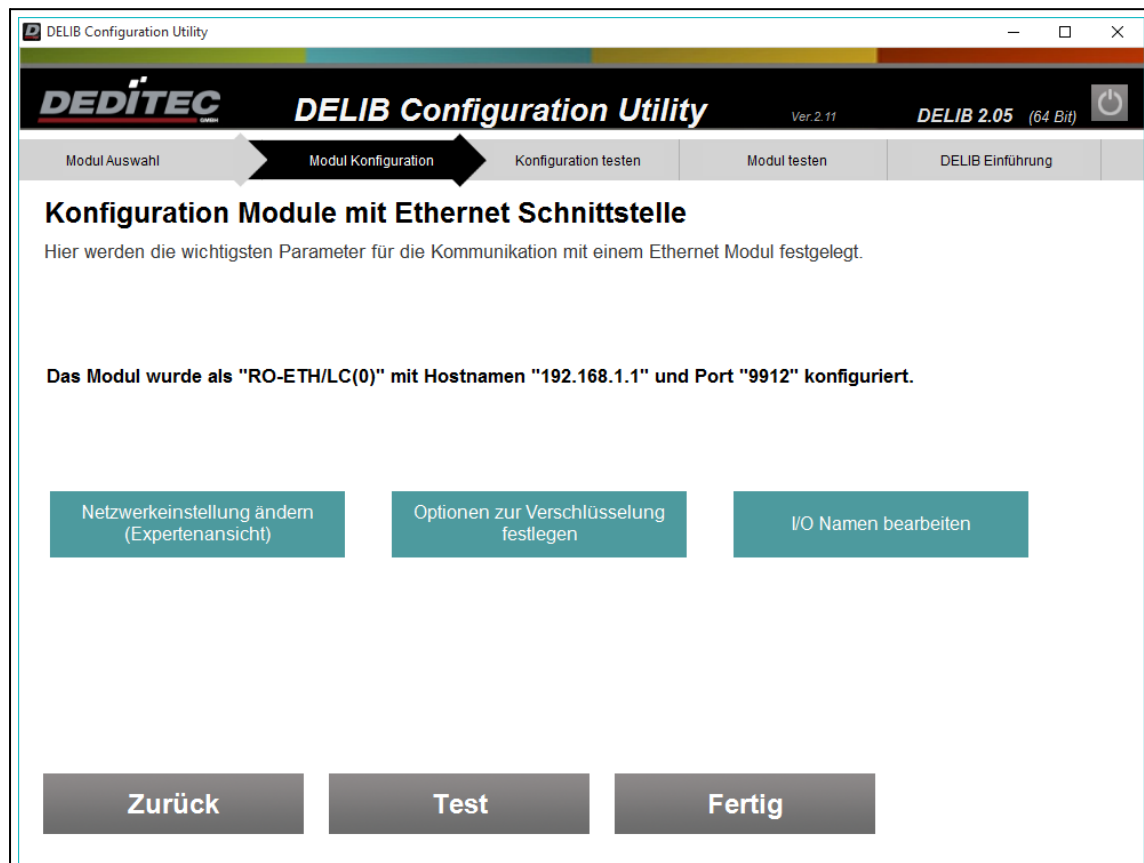 DELIB Configuration Utility
DEDITEC GMBH
DELIB Configuration Utility Ver.2.11 DELIB 2.05 (64 Bit)
Modul Auswahl Modul Konfiguration Konfiguration testen Modul testen DELIB Einführung
Konfiguration Module mit Ethernet Schnittstelle
Hier werden die wichtigsten Parameter für die Kommunikation mit einem Ethernet Modul festgelegt.
Das Modul wurde als "RO-ETH/LC(0)" mit Hostnamen "192.168.1.1" und Port "9912" konfiguriert.
Netzwerkeinstellung ändern
(Expertenansicht)
Optionen zur Verschlüsselung
festlegen
I/O Namen bearbeiten
Zurück Test Fertig